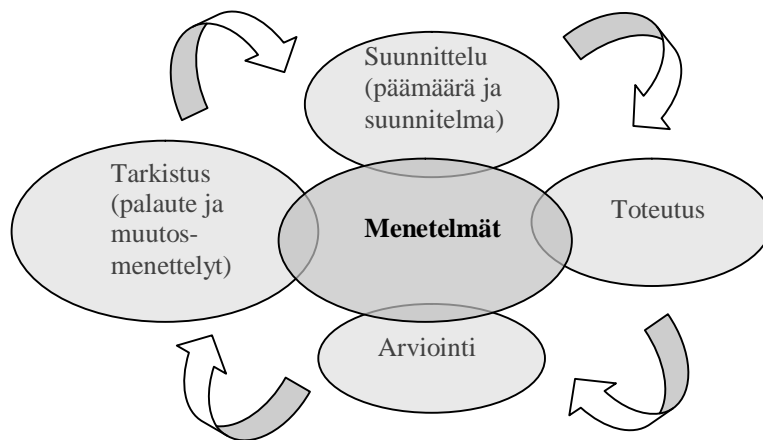 Suunnittelu
(päämäärä ja
suunnitelma)
Tarkistus
(palaute ja
muutos-
menettelyt)
Menetelmät
Toteutus
Arviointi